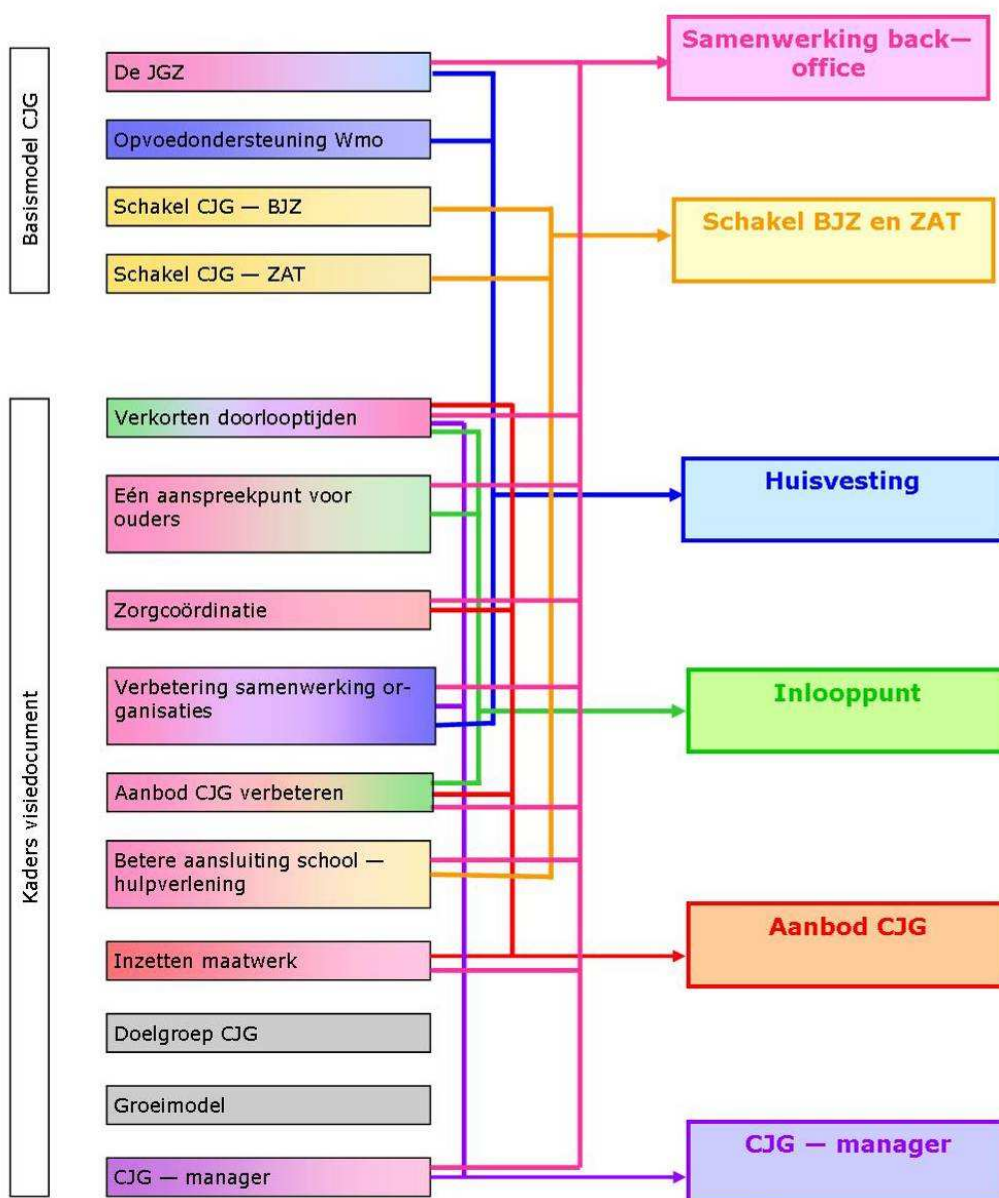 Basismodel CJG
De JGZ
Opvoedondersteuning Wmo
Schakel CJG — BJZ
Schakel CJG — ZAT
Kaders visiedocument
Verkorten doorlooptijden
Eén aanspreekpunt voor
ouders
Zorgcoördinatie
Verbetering samenwerking or-
ganisaties
Aanbod CJG verbeteren
Betere aansluiting school —
hulpverlening
Inzetten maatwerk
Doelgroep CJG
Groeimodel
CJG — manager
Samenwerking back—
office
Schakel BJZ en ZAT
Huisvesting
Inlooppunt
Aanbod CJG
CJG — manager